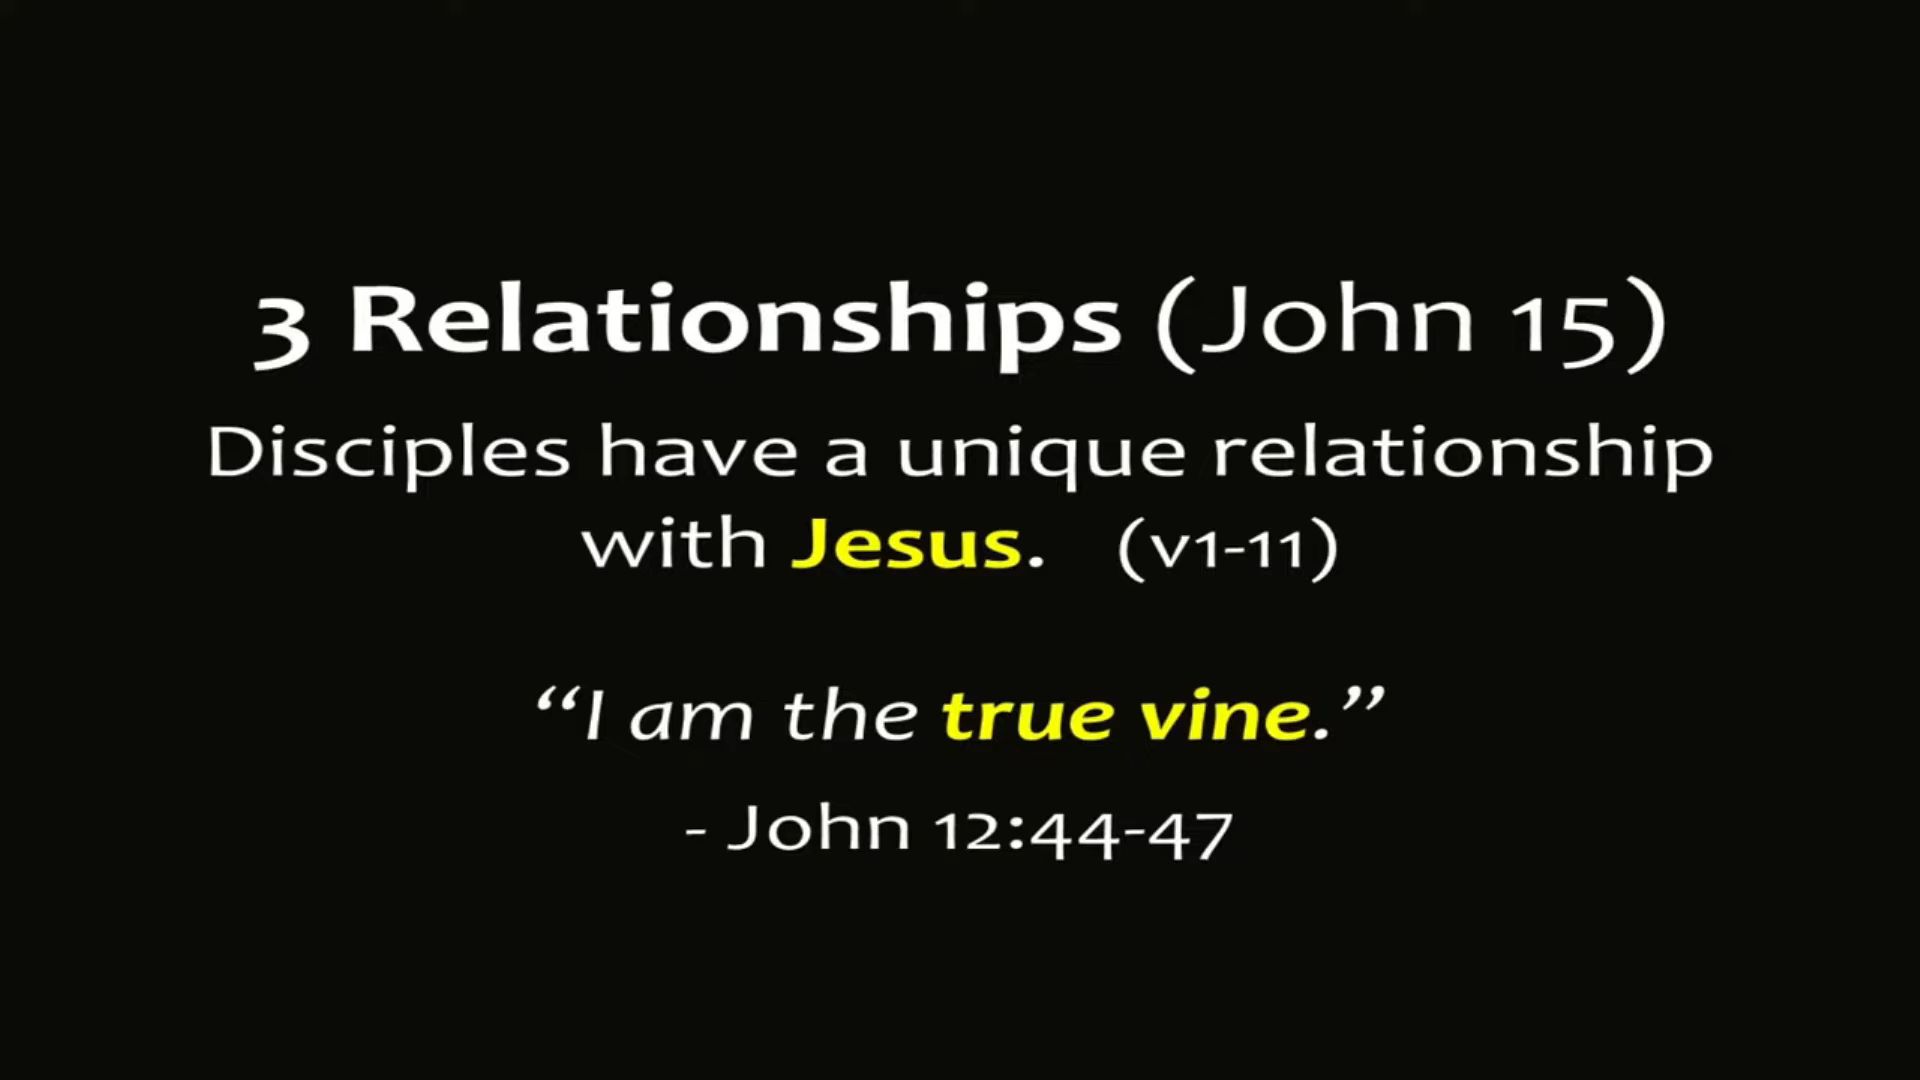 3 Relationships (John 15)
Disciples have a unique relationship
with Jesus. (v1-11)
“I am the true vine.”
- John 12:44-47